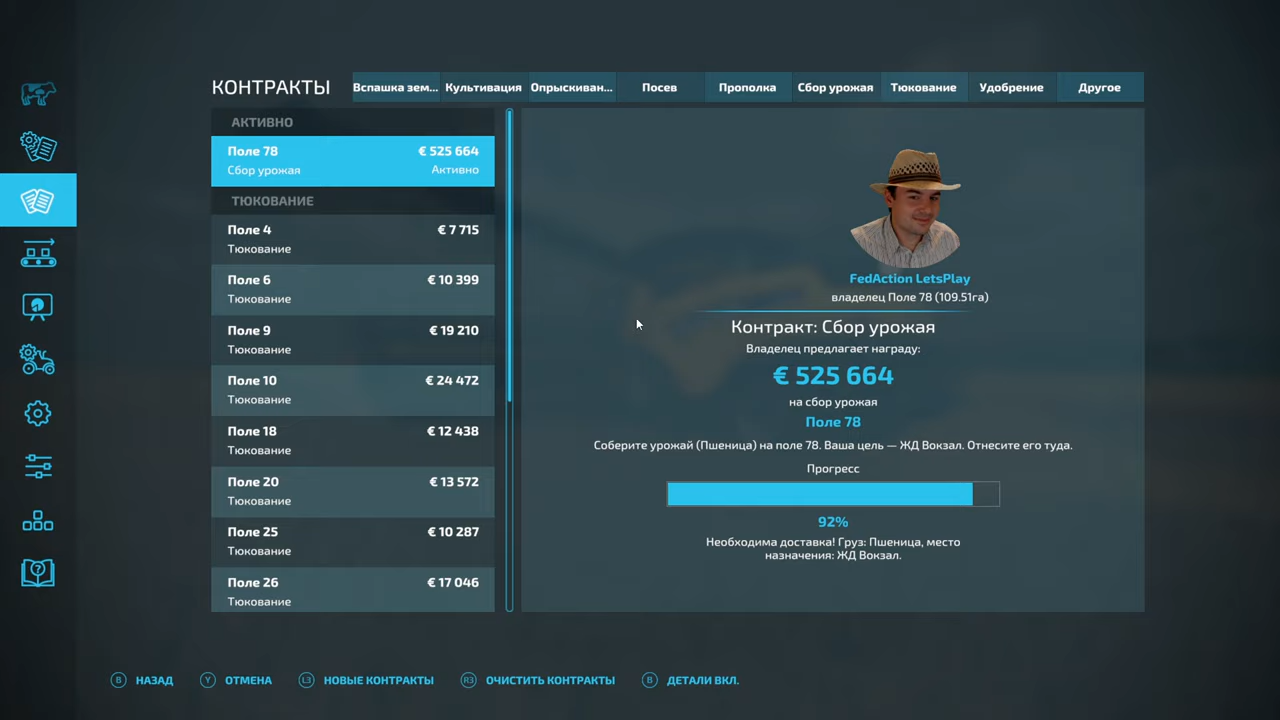 КОНТРАКТЫ
Вспашка зем...
Культивация
Опрыскиван...
Посев
Прополка
Сбор урожая
Тюкование
Удобрение
Другое
АКТИВНО
Поле 78 € 525 664
Сбор урожая Активно
ТЮКОВАНИЕ
Поле 4 € 7 715
Тюкование
Поле 6 € 10 399
Тюкование
Поле 9 € 19 210
Тюкование
Поле 10 € 24 472
Тюкование
Поле 18 € 12 438
Тюкование
Поле 20 € 13 572
Тюкование
Поле 25 € 10 287
Тюкование
Поле 26 € 17 046
Тюкование
FedAction LetsPlay
владелец Поле 78 (109.51га)
Контракт: Сбор урожая
Владелец предлагает награду:
€ 525 664
на сбор урожая
Поле 78
Соберите урожай (Пшеница) на поле 78. Ваша цель — ЖД Вокзал. Отнесите его туда.
Прогресс
92%
Необходима доставка! Груз: Пшеница, место
назначения: ЖД Вокзал.
B НАЗАД Y ОТМЕНА L3 НОВЫЕ КОНТРАКТЫ R3 ОЧИСТИТЬ КОНТРАКТЫ B ДЕТАЛИ ВКЛ.